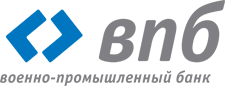 впб
военно-промышленный банк